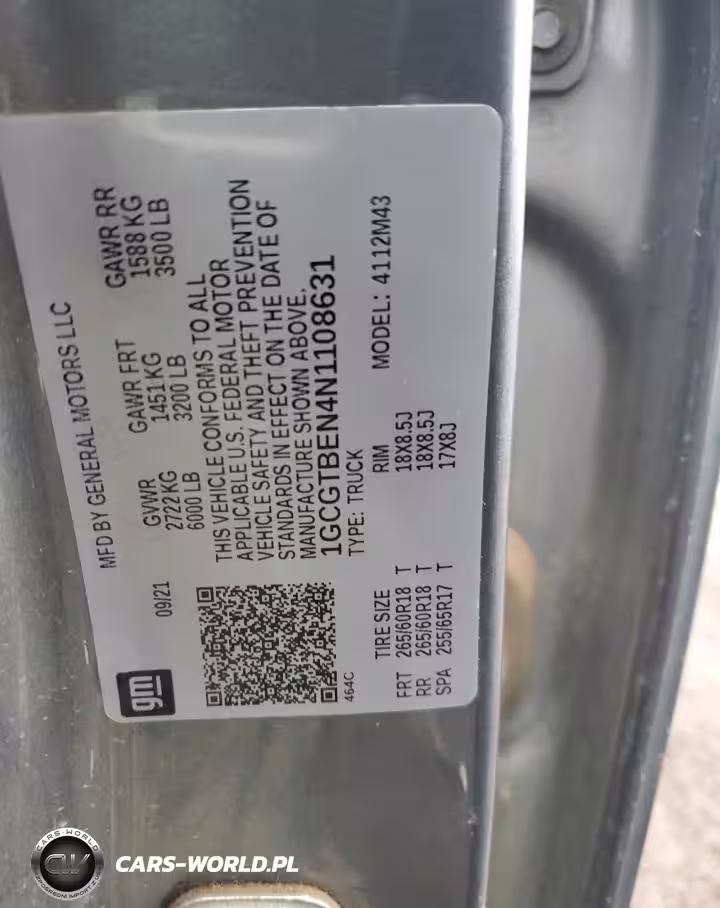 MFD BY GENERAL MOTORS LLC
09/21 GVWR GAWR FRT GAWR RR
2722 KG 1451 KG 1588 KG
6000 LB 3200 LB 3500 LB
THIS VEHICLE CONFORMS TO ALL
APPLICABLE U.S. FEDERAL MOTOR
VEHICLE SAFETY AND THEFT PREVENTION
STANDARDS IN EFFECT ON THE DATE OF
MANUFACTURE SHOWN ABOVE.
1GCGTBEN4N1108631
464C TYPE: TRUCK MODEL: 4112M43
TIRE SIZE RIM
FRT 265/60R18 T 18X8.5J
RR 265/60R18 T 18X8.5J
SPA 255/65R17 T 17X8J
gm
CARS-WORLD
CW
CARS-WORLD.PL